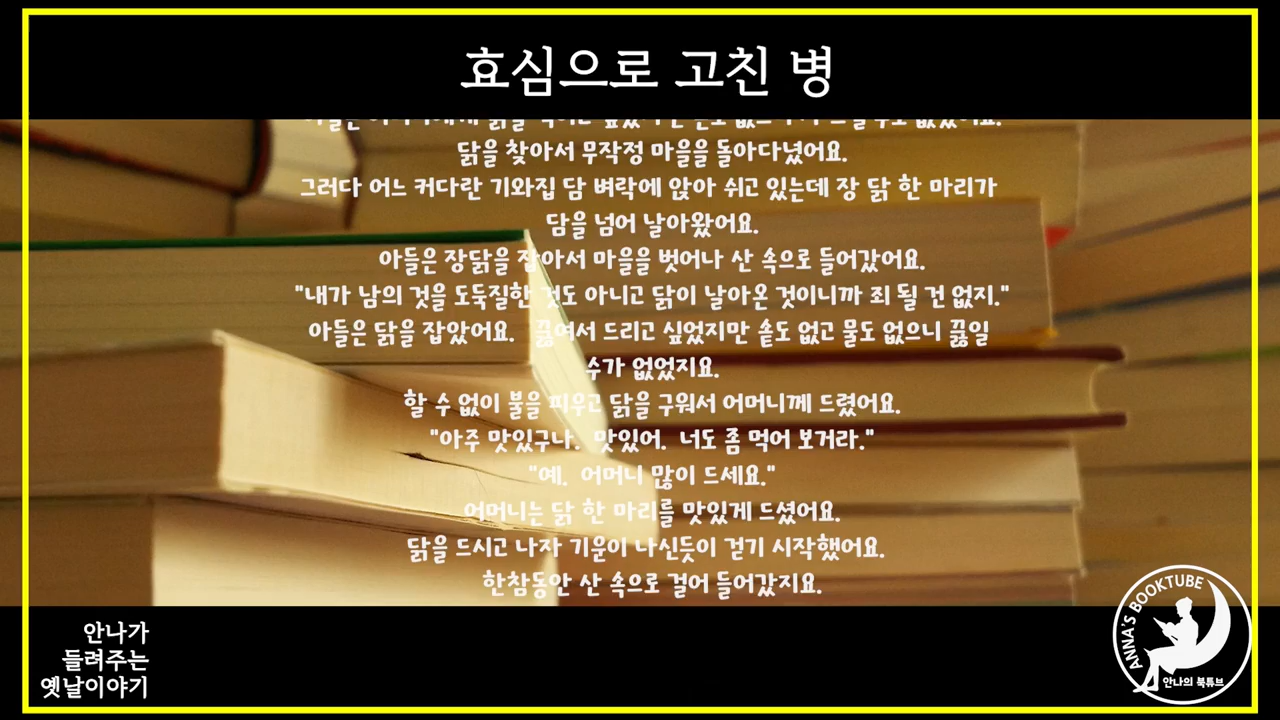 효심으로 고친 병
닭을 찾아서 무작정 마을을 돌아다녔어요.
그러다 어느 커다란 기와집 담 벼락에 앉아 쉬고 있는데 장 닭 한 마리가
담을 넘어 날아왔어요.
아들은 장닭을 잡아서 마을을 벗어나 산 속으로 들어갔어요.
"내가 남의 것을 도둑질한 것도 아니고 닭이 날아온 것이니까 죄 될 건 없지."
아들은 닭을 잡았어요. 끓여서 드리고 싶었지만 솥도 없고 물도 없으니 끓일
수가 없었지요.
할 수 없이 불을 피우고 닭을 구워서 어머니께 드렸어요.
"아주 맛있구나. 맛있어. 너도 좀 먹어 보거라."
"예. 어머니 많이 드세요."
어머니는 닭 한 마리를 맛있게 드셨어요.
닭을 드시고 나자 기운이 나신듯이 걷기 시작했어요.
한참동안 산 속으로 걸어 들어갔지요.
안나가
들려주는
옛날이야기
ANNA'S BOOKTUBE
안나의 북튜브